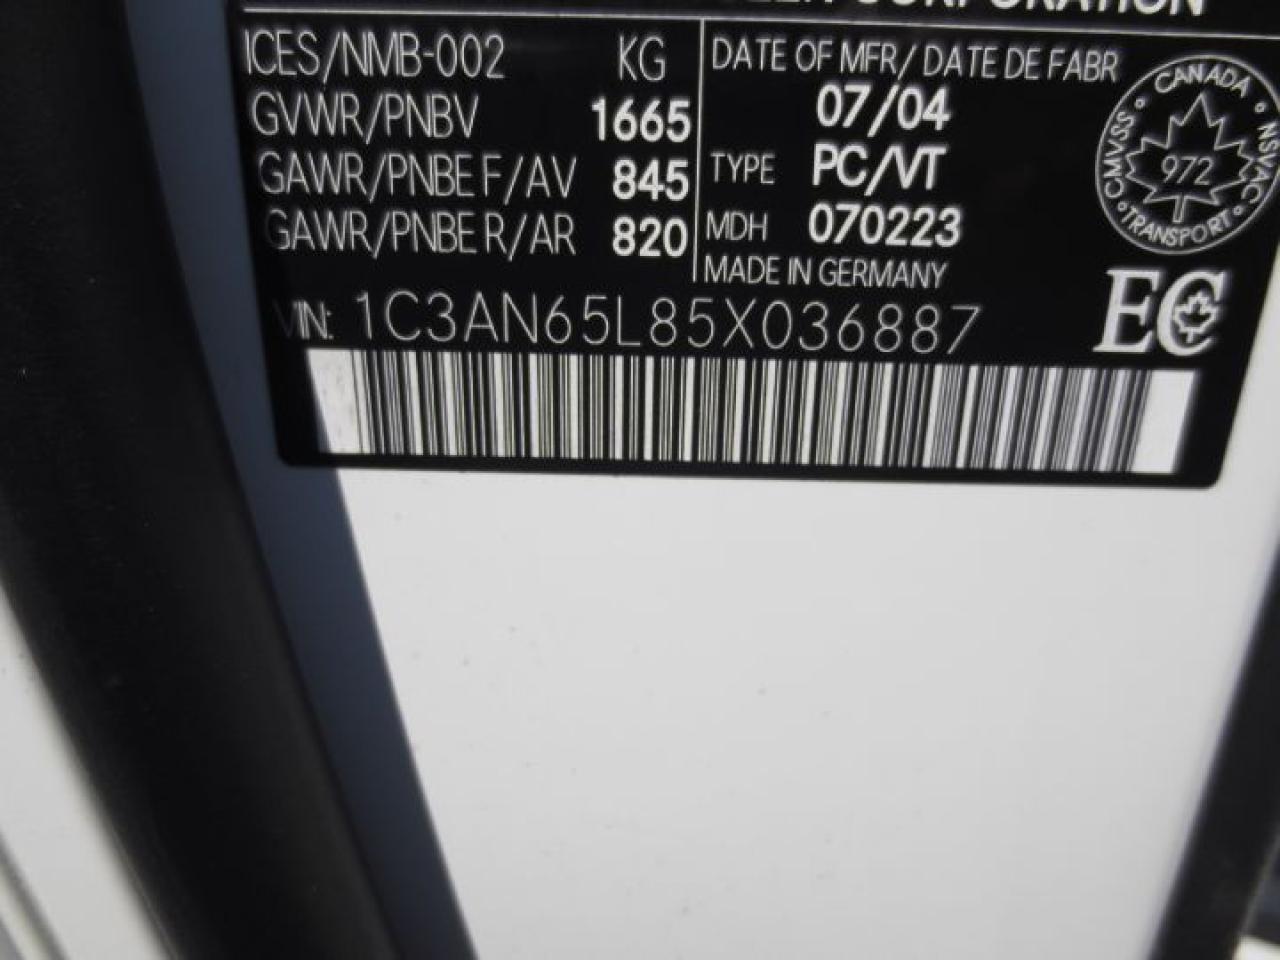 CORPORATION
ICES/NMB-002 KG
GVWR/PNBV 1665
GAWR/PNBE F/AV 845
GAWR/PNBE R/AR 820
DATE OF MFR/DATE DE FABR
07/04
TYPE PC/VT
MDH 070223
MADE IN GERMANY
CANADA
CMVSS
972
NSVAC
TRANSPORT
EC
VIN: 1C3AN65L85X036887